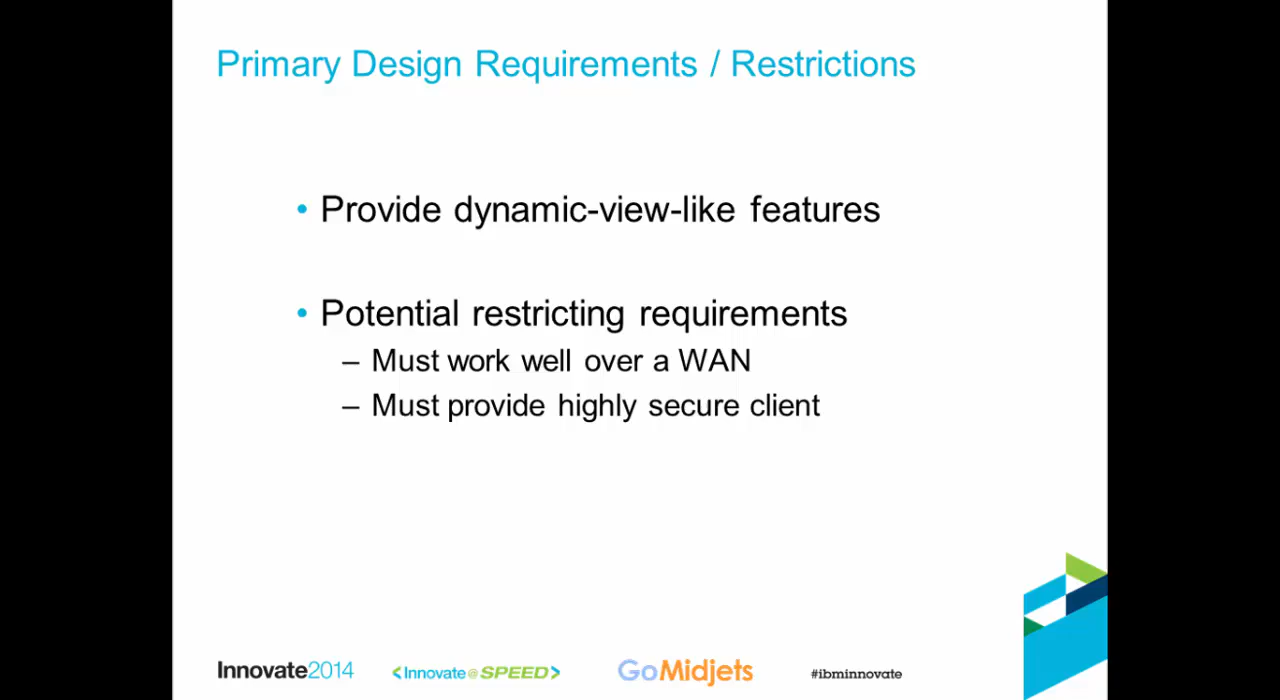 Primary Design Requirements / Restrictions
• Provide dynamic-view-like features
• Potential restricting requirements
– Must work well over a WAN
– Must provide highly secure client
Innovate2014 <Innovate@SPEED> GoMidjets #ibminnovate